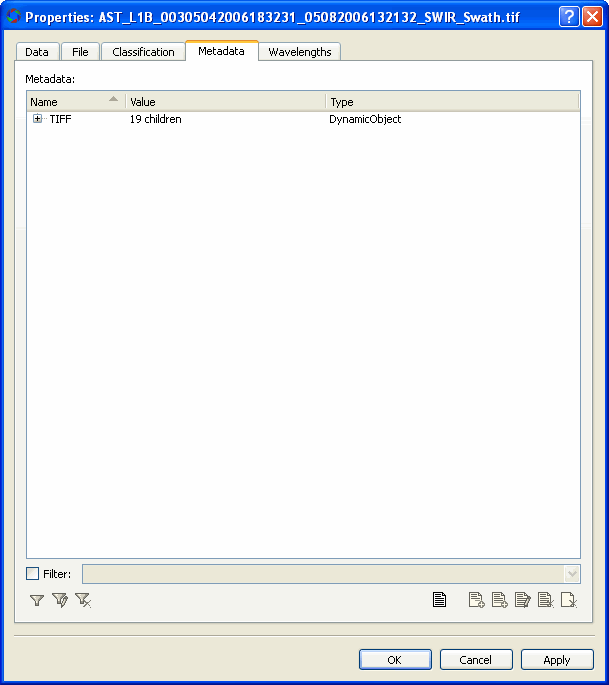 Properties: AST_L1B_00305042006183231_05082006132132_SWIR_Swath.tif
Data File Classification Metadata Wavelengths
Metadata:
Name Value Type
TIFF 19 children DynamicObject
Filter:
OK Cancel Apply